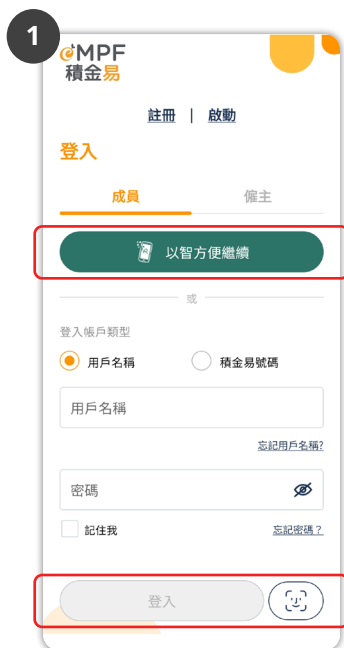 1
eMPF
積金易
註冊 | 啟動
登入
成員 僱主
以智方便繼續
或
登入帳戶類型
用戶名稱 積金易號碼
用戶名稱
忘記用戶名稱?
密碼
記住我 忘記密碼？
登入